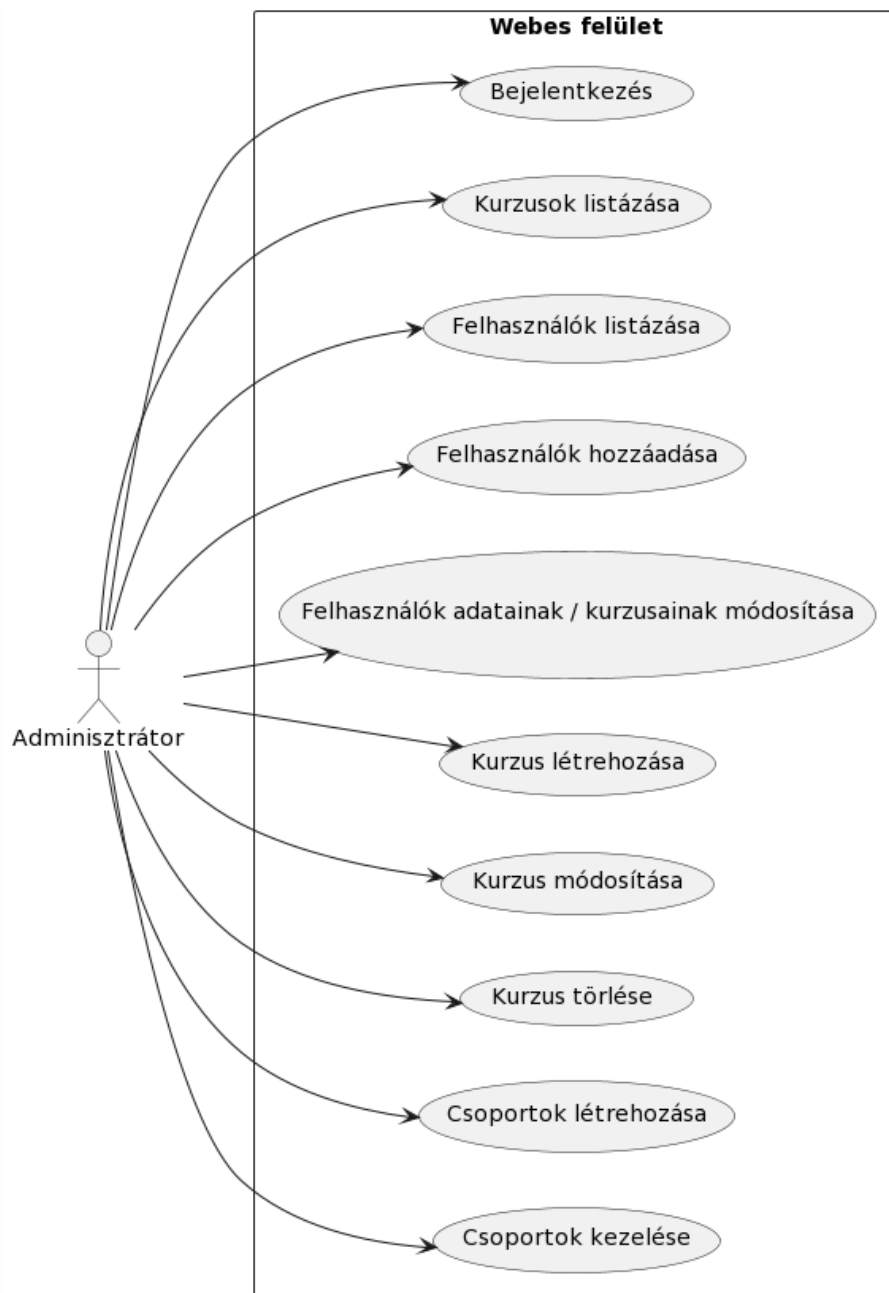 Webes felület
Bejelentkezés
Kurzusok listázása
Felhasználók listázása
Felhasználók hozzáadása
Felhasználók adatainak / kurzusainak módosítása
Adminisztrátor
Kurzus létrehozása
Kurzus módosítása
Kurzus törlése
Csoportok létrehozása
Csoportok kezelése